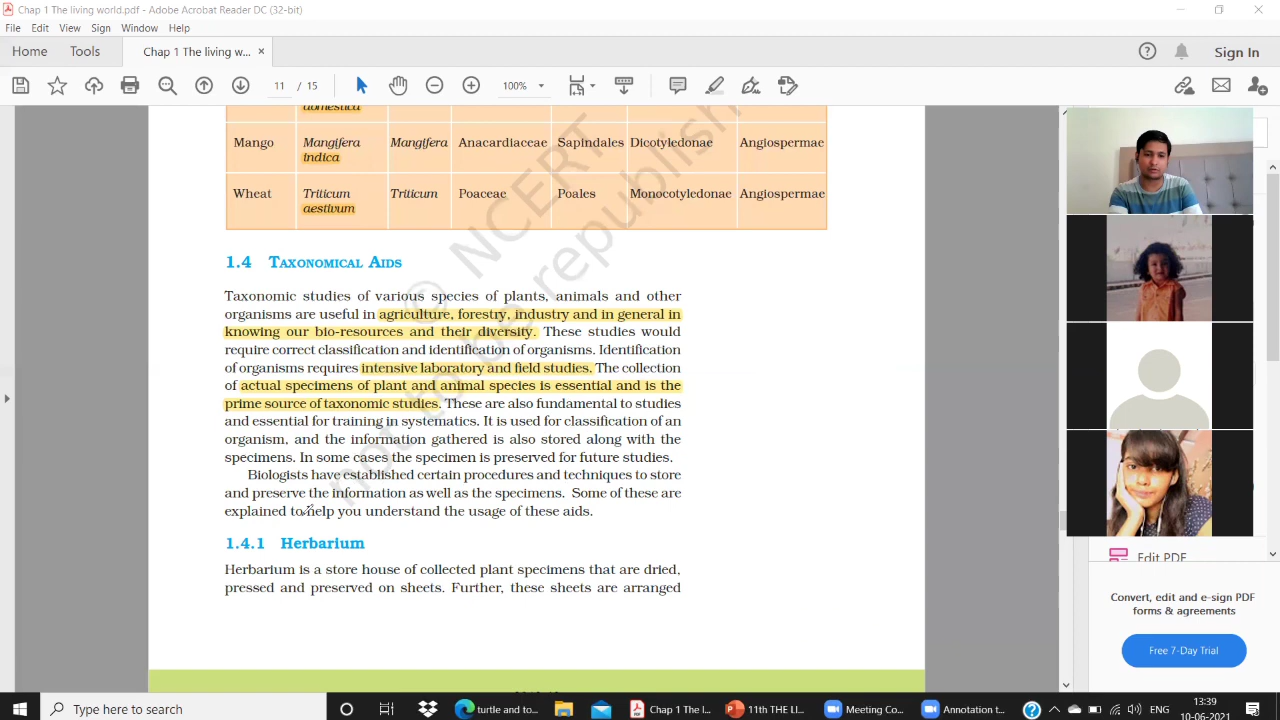 Chap 1 The living world.pdf - Adobe Acrobat Reader DC (32-bit)
File Edit View Sign Window Help
Home Tools Chap 1 The living w... × Sign In
11 / 15 100%
domestica
Mango Mangifera indica Mangifera Anacardiaceae Sapindales Dicotyledonae Angiospermae
Wheat Triticum aestivum Triticum Poaceae Poales Monocotyledonae Angiospermae
1.4 TAXONOMICAL AIDS
Taxonomic studies of various species of plants, animals and other
organisms are useful in agriculture, forestry, industry and in general in
knowing our bio-resources and their diversity. These studies would
require correct classification and identification of organisms. Identification
of organisms requires intensive laboratory and field studies. The collection
of actual specimens of plant and animal species is essential and is the
prime source of taxonomic studies. These are also fundamental to studies
and essential for training in systematics. It is used for classification of an
organism, and the information gathered is also stored along with the
specimens. In some cases the specimen is preserved for future studies.
Biologists have established certain procedures and techniques to store
and preserve the information as well as the specimens. Some of these are
explained to help you understand the usage of these aids.
1.4.1 Herbarium
Herbarium is a store house of collected plant specimens that are dried,
pressed and preserved on sheets. Further, these sheets are arranged
© NCERT
not to be republish
Edit PDF
Convert, edit and e-sign PDF
forms & agreements
Free 7-Day Trial
Type here to search
turtle and to...
Chap 1 The l...
11th THE LI...
Meeting Co...
Annotation t...
ENG
13:39
10-06-2021